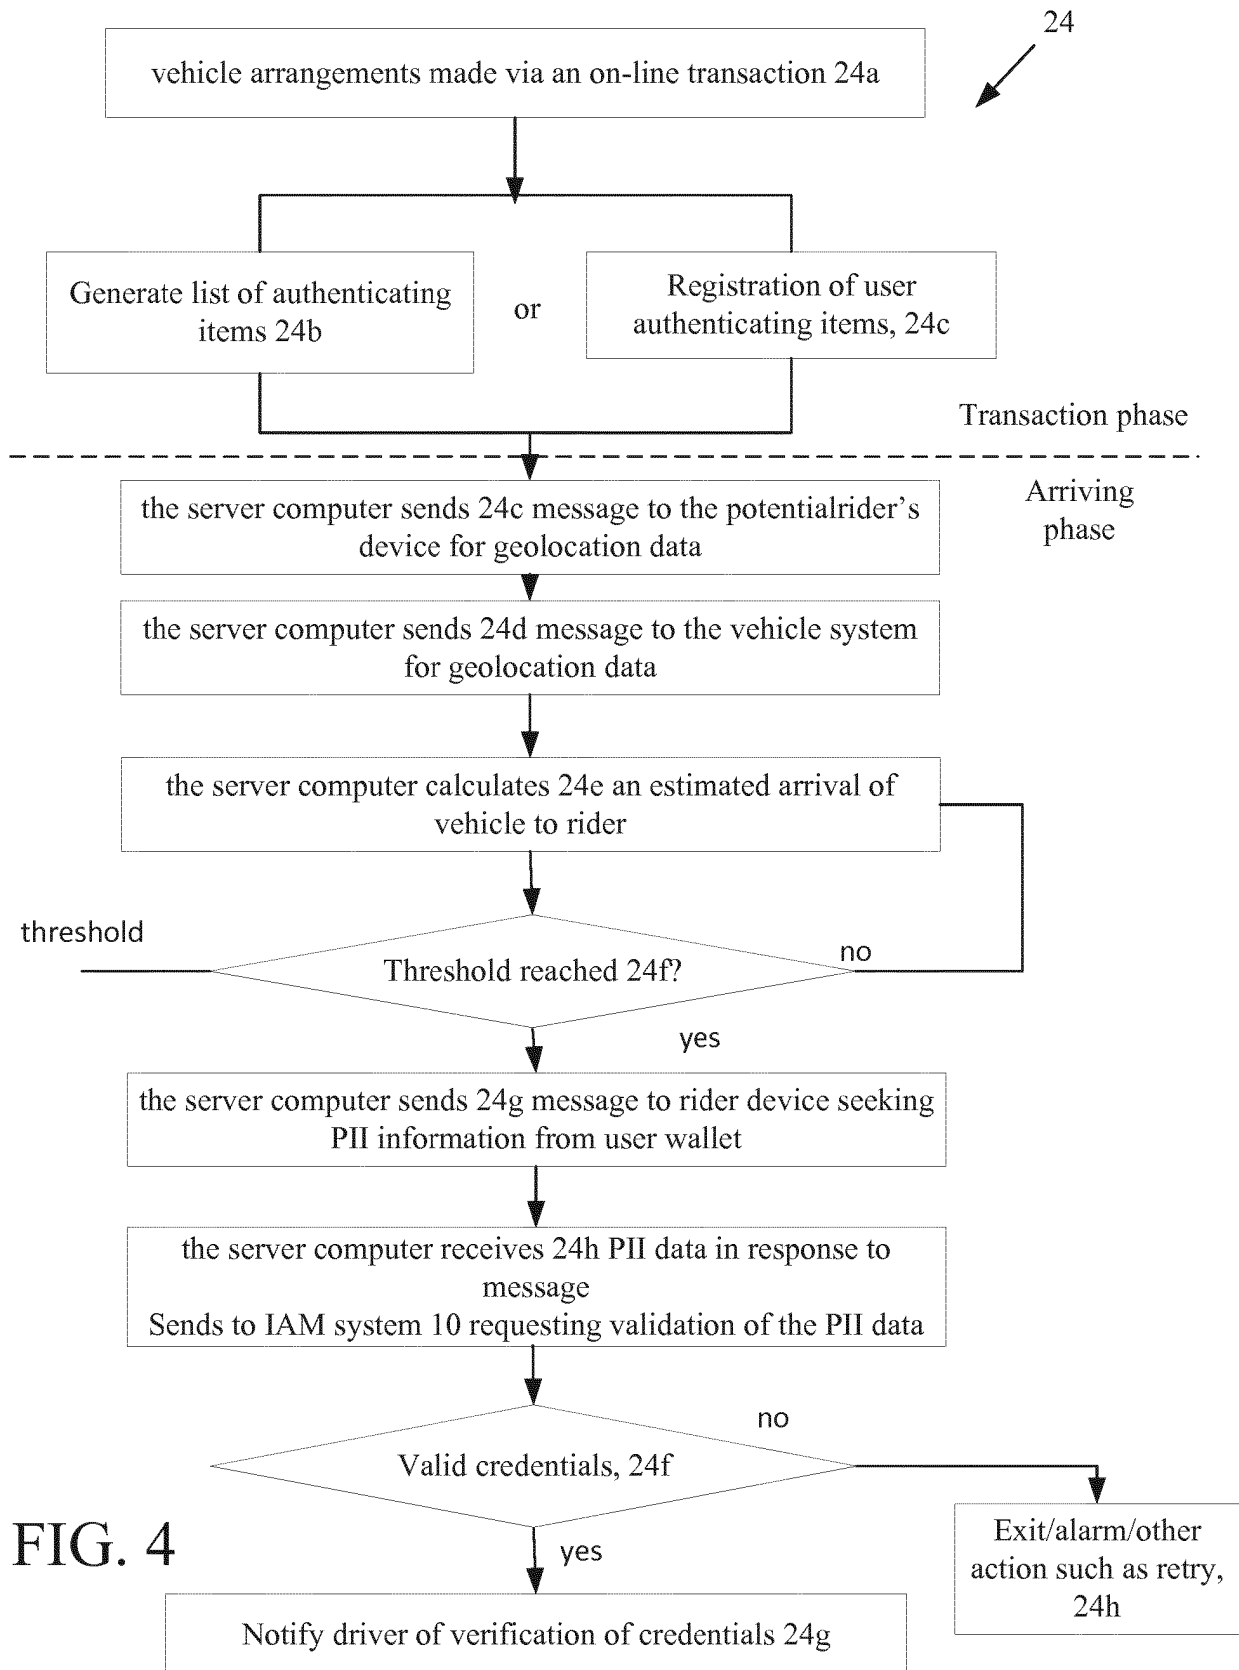 24
vehicle arrangements made via an on-line transaction 24a
Generate list of authenticating
items 24b
or
Registration of user
authenticating items, 24c
Transaction phase
Arriving
phase
the server computer sends 24c message to the potentialrider's
device for geolocation data
the server computer sends 24d message to the vehicle system
for geolocation data
the server computer calculates 24e an estimated arrival of
vehicle to rider
threshold
Threshold reached 24f?
no
yes
the server computer sends 24g message to rider device seeking
PII information from user wallet
the server computer receives 24h PII data in response to
message
Sends to IAM system 10 requesting validation of the PII data
no
Valid credentials, 24f
Exit/alarm/other
action such as retry,
24h
FIG. 4
yes
Notify driver of verification of credentials 24g